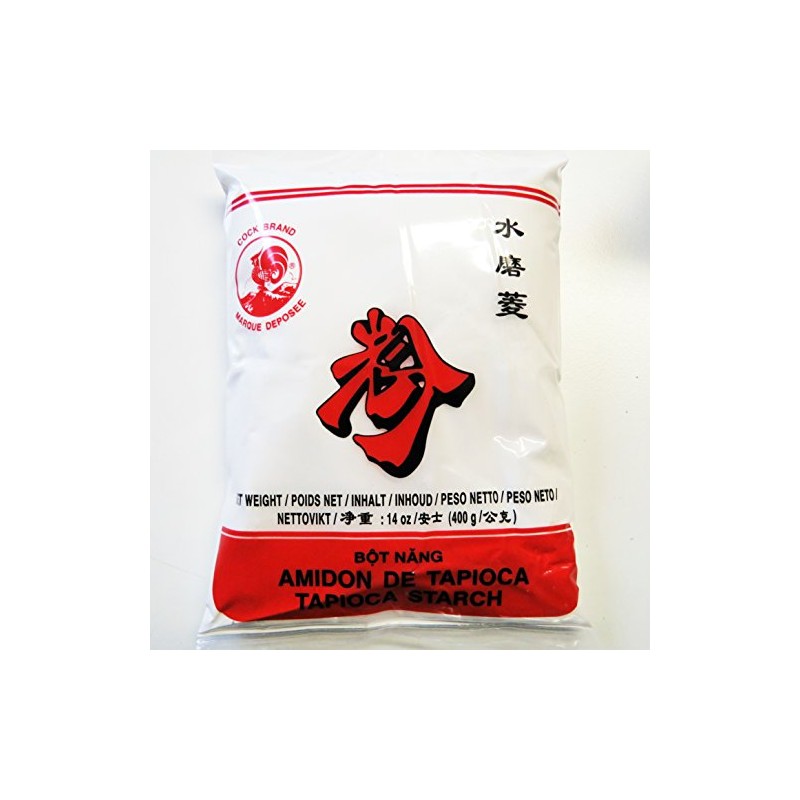 COCK BRAND
®
MARQUE DEPOSEE
水磨菱
粉
T WEIGHT / POIDS NET / INHALT / INHOUD / PESO NETTO / PESO NETO /
NETTOVIKT / 净重 : 14 oz /安士 (400 g /公克)
BỘT NĂNG
AMIDON DE TAPIOCA
TAPIOCA STARCH